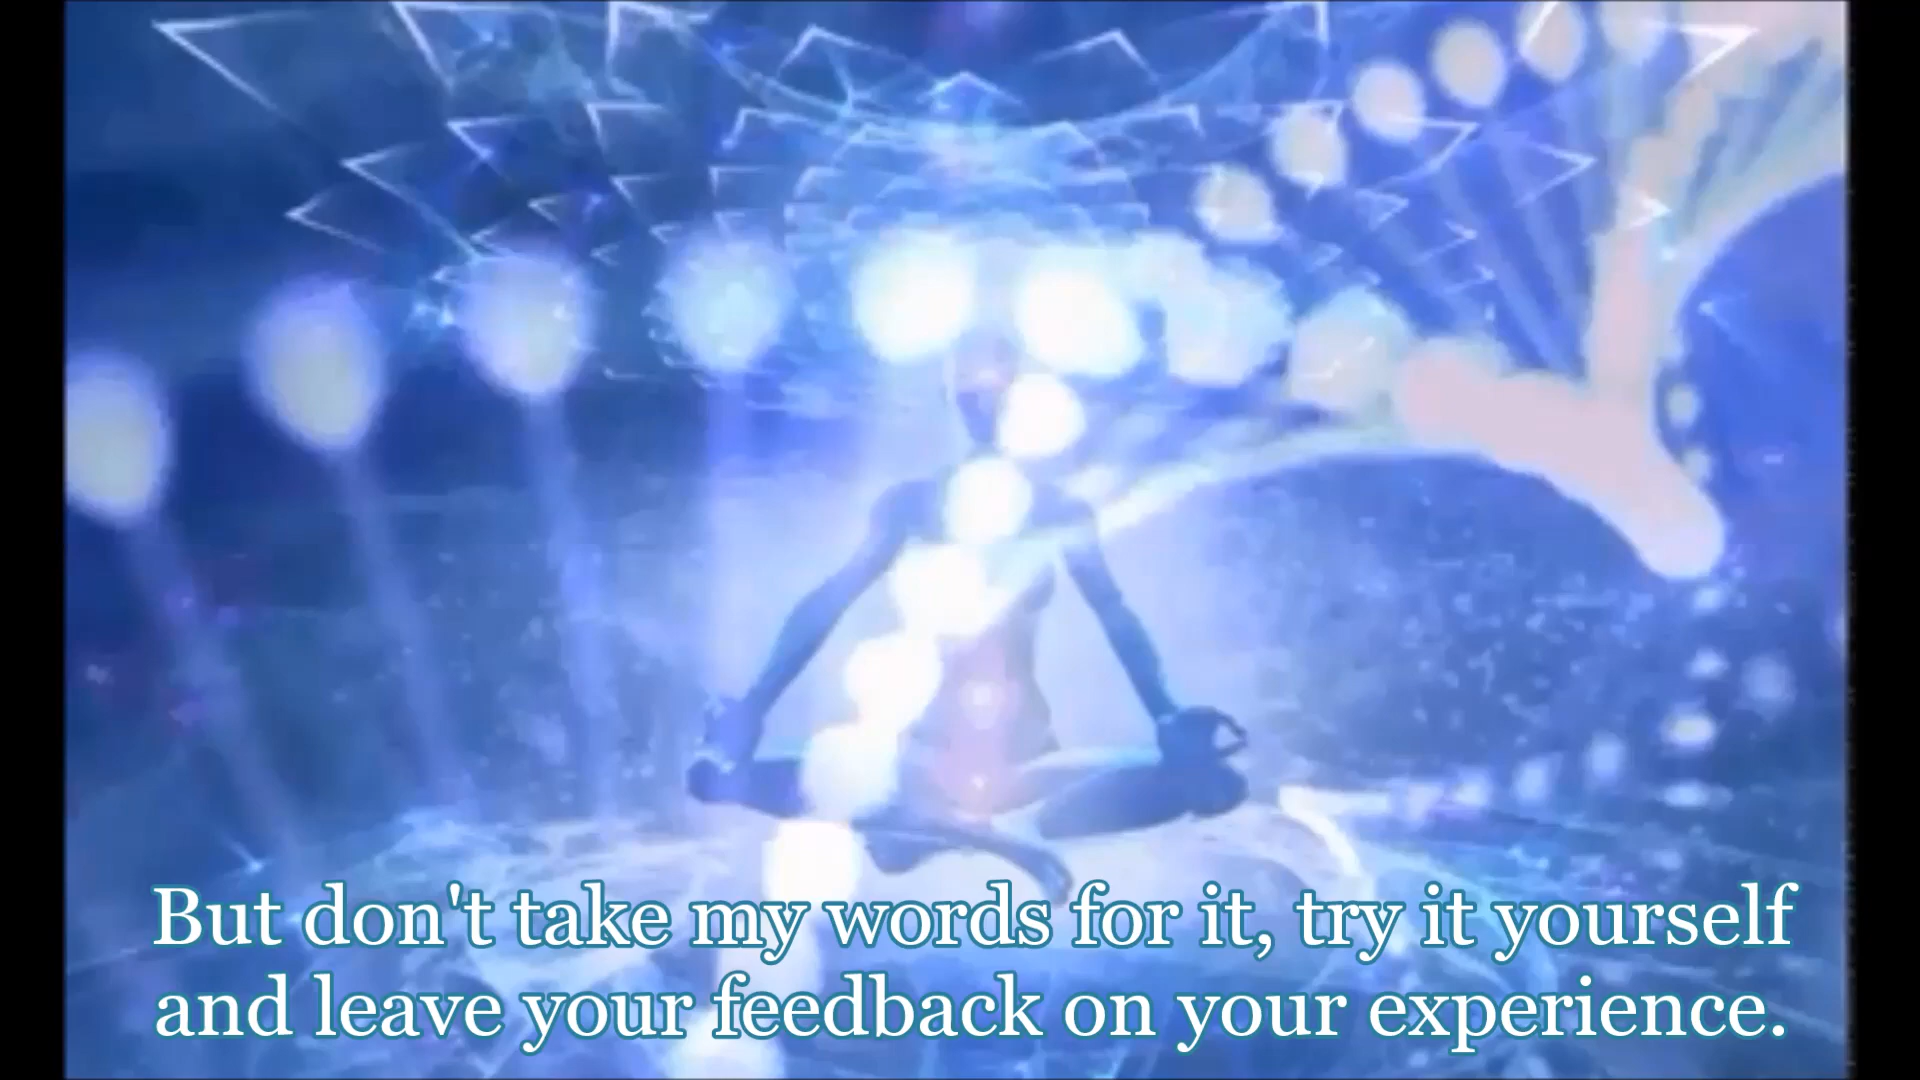 But don't take my words for it, try it yourself
and leave your feedback on your experience.